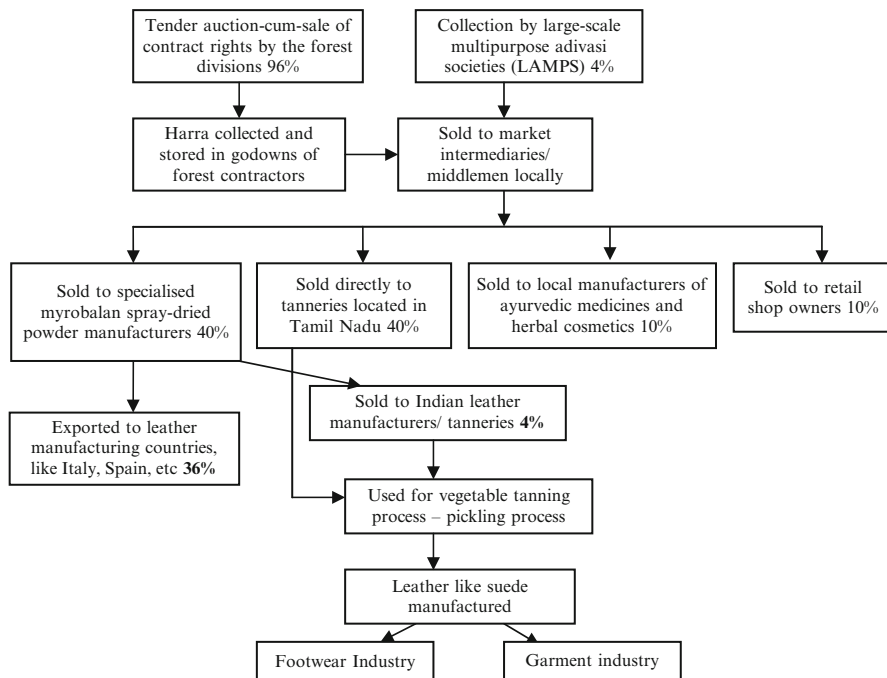 Tender auction-cum-sale of
contract rights by the forest
divisions 96%
Collection by large-scale
multipurpose adivasi
societies (LAMPS) 4%
Harra collected and
stored in godowns of
forest contractors
Sold to market
intermediaries/
middlemen locally
Sold to specialised
myrobalan spray-dried
powder manufacturers 40%
Sold directly to
tanneries located in
Tamil Nadu 40%
Sold to local manufacturers of
ayurvedic medicines and
herbal cosmetics 10%
Sold to retail
shop owners 10%
Sold to Indian leather
manufacturers/ tanneries 4%
Exported to leather
manufacturing countries,
like Italy, Spain, etc 36%
Used for vegetable tanning
process – pickling process
Leather like suede
manufactured
Footwear Industry
Garment industry